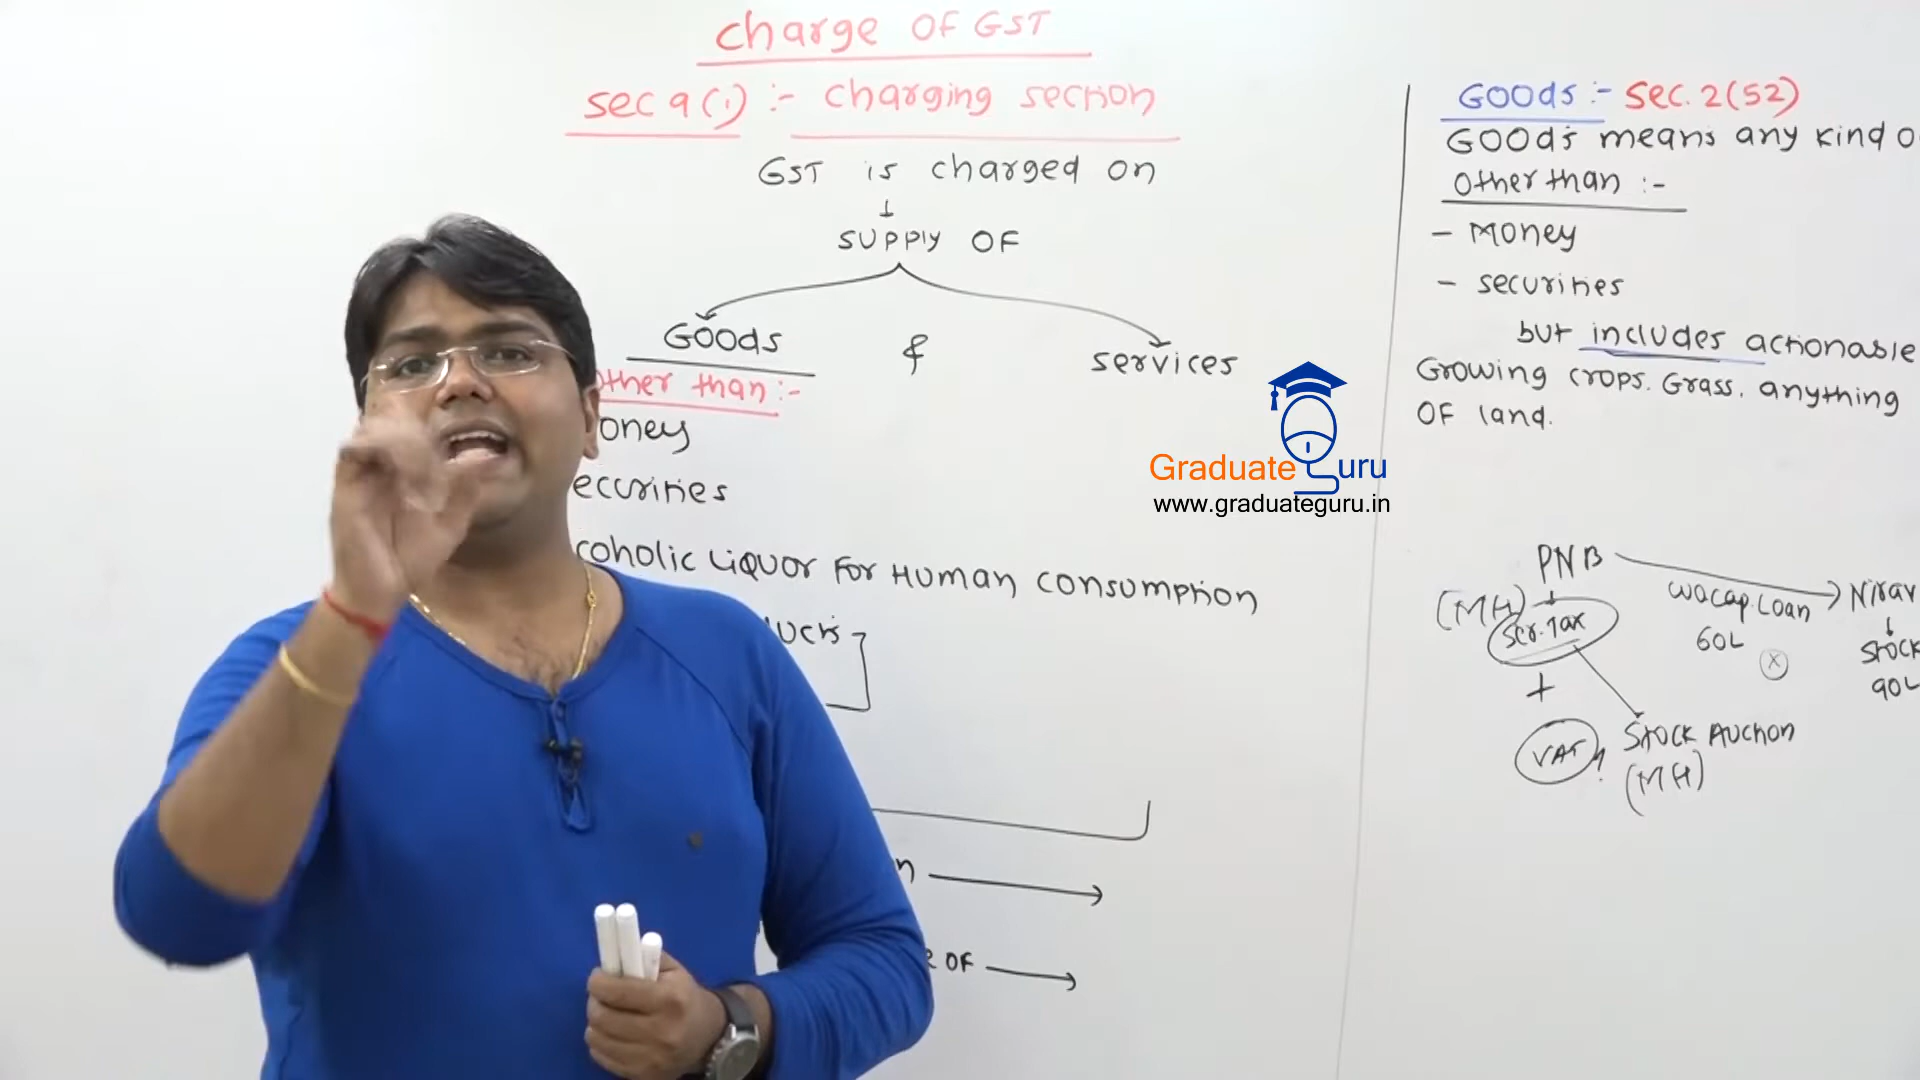 Charge OF GST
sec 9(1) :- charging section
GST is charged on
↓
SUPPLY OF
Goods & services
other than :-
oney
ecurities
coholic Liquor For Human consumption
ucts
n →
OF →
Goods :- Sec. 2(52)
Goods means any kind o
Other than :-
- Money
- securities
but includes actionable
Growing crops. Grass. anything
OF land.
Graduate Guru
www.graduateguru.in
PNB
(MH)
Ser. Tax
+
VAT
Loan
60L
(X)
Nirav
↓
Stock
90L
Stock Auction
(MH)